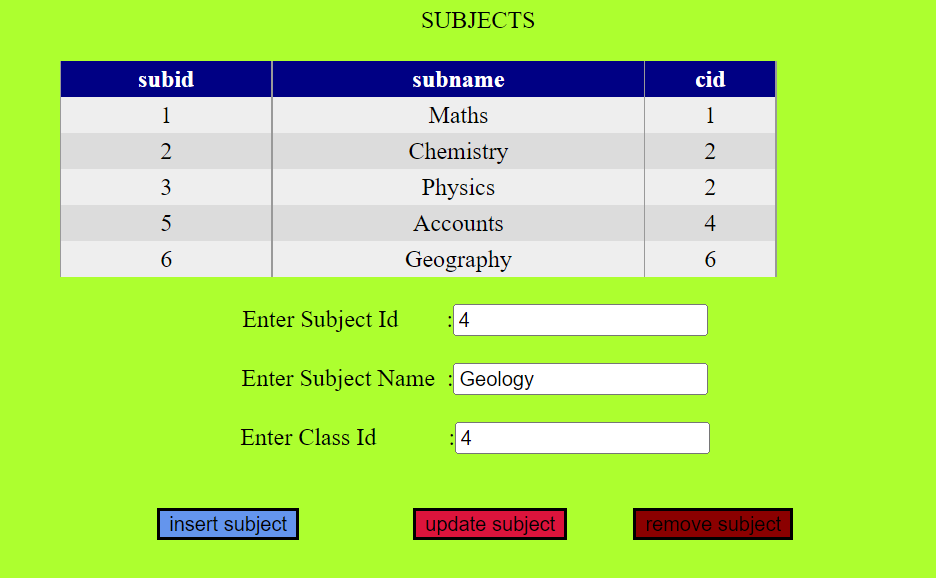 SUBJECTS
subid subname cid
1 Maths 1
2 Chemistry 2
3 Physics 2
5 Accounts 4
6 Geography 6
Enter Subject Id :4
Enter Subject Name :Geology
Enter Class Id :4
insert subject update subject remove subject